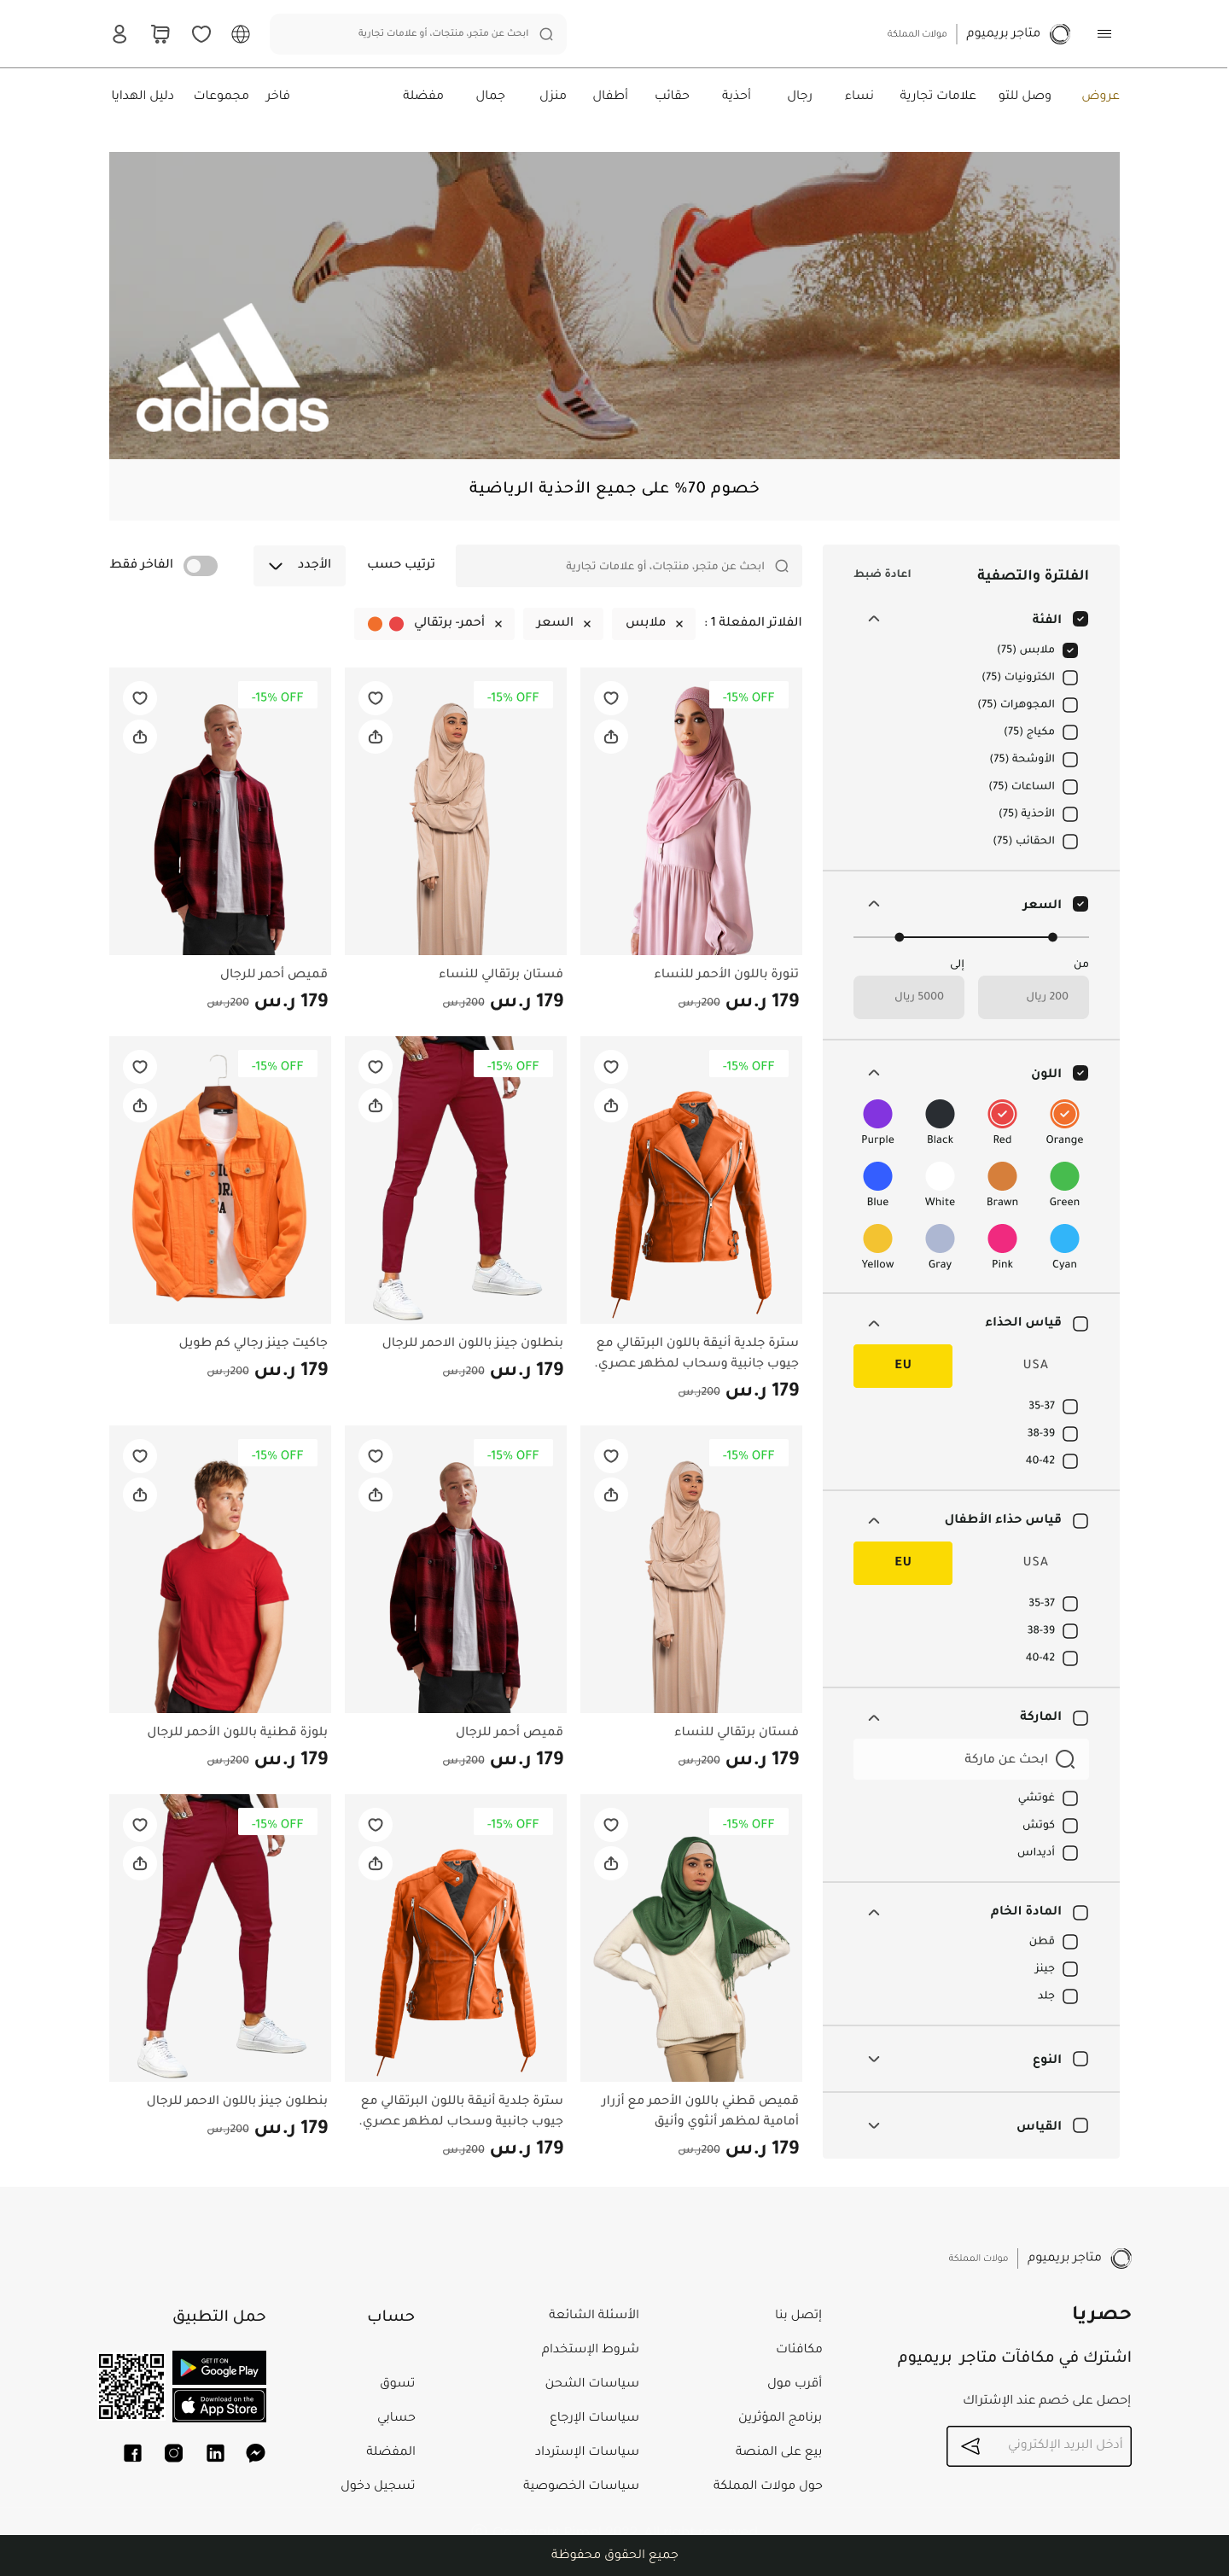 متاجر بريميوم
مولات المملكة
ابحث عن متجر، منتجات، أو علامات تجارية
عروض
وصل للتو
علامات تجارية
نساء
رجال
أحذية
حقائب
أطفال
منزل
جمال
مفضلة
فاخر
مجموعات
دليل الهدايا
adidas
خصوم 70% على جميع الأحذية الرياضية
الفلترة والتصفية
اعادة ضبط
الفئة
ملابس (75)
الكترونيات (75)
المجوهرات (75)
مكياج (75)
الأوشحة (75)
الساعات (75)
الأحذية (75)
الحقائب (75)
السعر
من
إلى
200 ريال
5000 ريال
اللون
Orange
Red
Black
Purple
Green
Brawn
White
Blue
Cyan
Pink
Gray
Yellow
قياس الحذاء
USA
EU
35-37
38-39
40-42
قياس حذاء الأطفال
USA
EU
35-37
38-39
40-42
الماركة
ابحث عن ماركة
غوتشي
كوتش
أديداس
المادة الخام
قطن
جينز
جلد
النوع
القياس
ابحث عن متجر، منتجات، أو علامات تجارية
ترتيب حسب
الأجدد
الفاخر فقط
الفلاتر المفعلة 1 :
ملابس
السعر
أحمر- برتقالي
-15% OFF
تنورة باللون الأحمر للنساء
179 ر.س 200ر.س
-15% OFF
فستان برتقالي للنساء
179 ر.س 200ر.س
-15% OFF
قميص أحمر للرجال
179 ر.س 200ر.س
-15% OFF
سترة جلدية أنيقة باللون البرتقالي مع
جيوب جانبية وسحاب لمظهر عصري.
179 ر.س 200ر.س
-15% OFF
بنطلون جينز باللون الاحمر للرجال
179 ر.س 200ر.س
-15% OFF
جاكيت جينز رجالي كم طويل
179 ر.س 200ر.س
-15% OFF
فستان برتقالي للنساء
179 ر.س 200ر.س
-15% OFF
قميص أحمر للرجال
179 ر.س 200ر.س
-15% OFF
بلوزة قطنية باللون الأحمر للرجال
179 ر.س 200ر.س
-15% OFF
قميص قطني باللون الأحمر مع أزرار
أمامية لمظهر أنثوي وأنيق
179 ر.س 200ر.س
-15% OFF
سترة جلدية أنيقة باللون البرتقالي مع
جيوب جانبية وسحاب لمظهر عصري.
179 ر.س 200ر.س
-15% OFF
بنطلون جينز باللون الاحمر للرجال
179 ر.س 200ر.س
متاجر بريميوم
مولات المملكة
حصريا
اشترك في مكافآت متاجر بريميوم
إحصل على خصم عند الإشتراك
أدخل البريد الإلكتروني
إتصل بنا
مكافئات
أقرب مول
برنامج المؤثرين
بيع على المنصة
حول مولات المملكة
الأسئلة الشائعة
شروط الإستخدام
سياسات الشحن
سياسات الإرجاع
سياسات الإسترداد
سياسات الخصوصية
حساب
تسوق
حسابي
المفضلة
تسجيل دخول
حمل التطبيق
GET IT ON
Google Play
Download on the
App Store
جميع الحقوق محفوظة